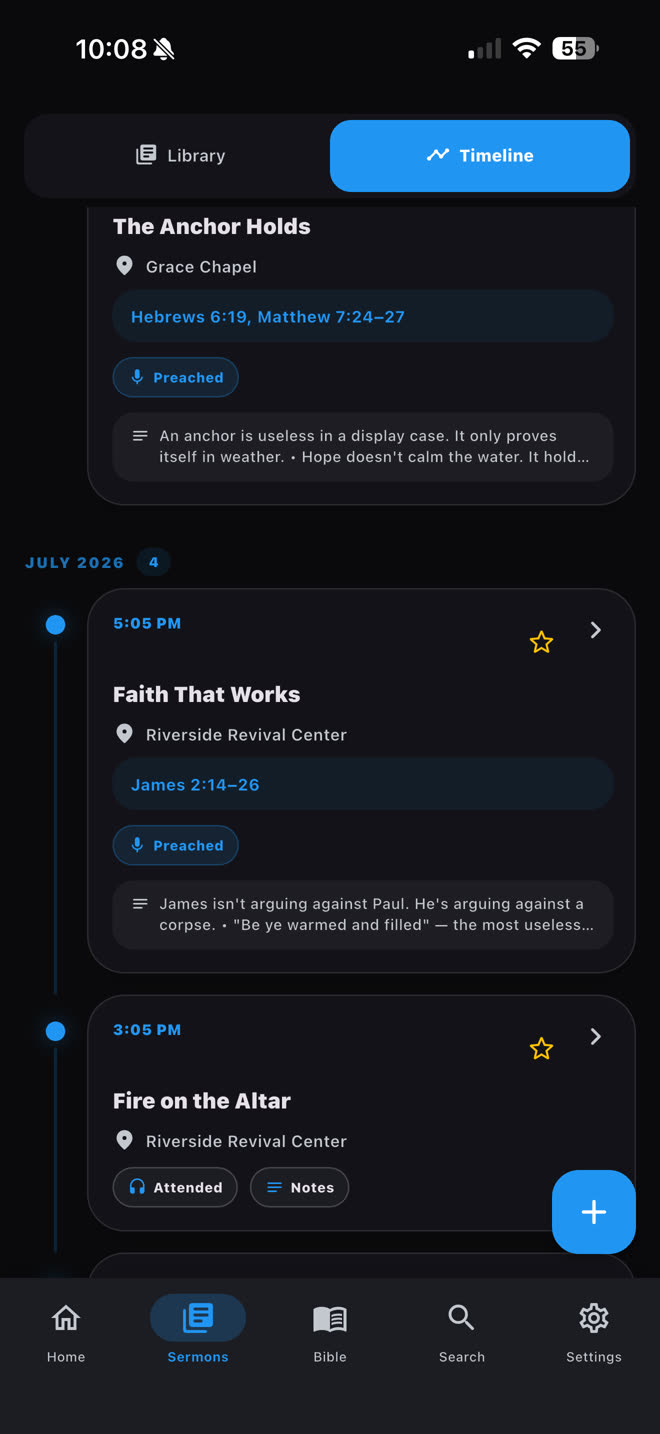 10:08
55
Library
Timeline
The Anchor Holds
Grace Chapel
Hebrews 6:19, Matthew 7:24–27
Preached
An anchor is useless in a display case. It only proves
itself in weather. • Hope doesn't calm the water. It hold...
JULY 2026 4
5:05 PM
Faith That Works
Riverside Revival Center
James 2:14–26
Preached
James isn't arguing against Paul. He's arguing against a
corpse. • "Be ye warmed and filled" — the most useless...
3:05 PM
Fire on the Altar
Riverside Revival Center
Attended
Notes
Home
Sermons
Bible
Search
Settings